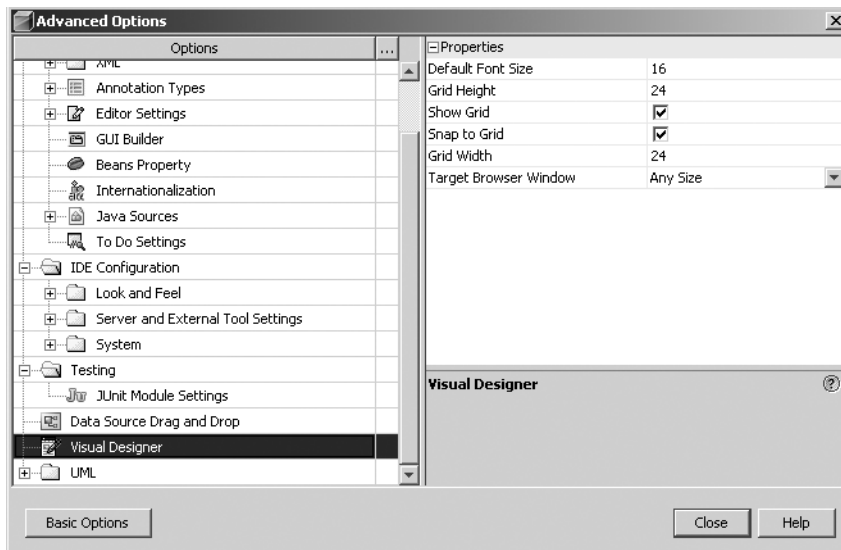 Advanced Options
Options
...
XML
Annotation Types
Editor Settings
GUI Builder
Beans Property
Internationalization
Java Sources
To Do Settings
IDE Configuration
Look and Feel
Server and External Tool Settings
System
Testing
JUnit Module Settings
Data Source Drag and Drop
Visual Designer
UML
Properties
Default Font Size 16
Grid Height 24
Show Grid
Snap to Grid
Grid Width 24
Target Browser Window Any Size
Visual Designer
?
Basic Options
Close
Help